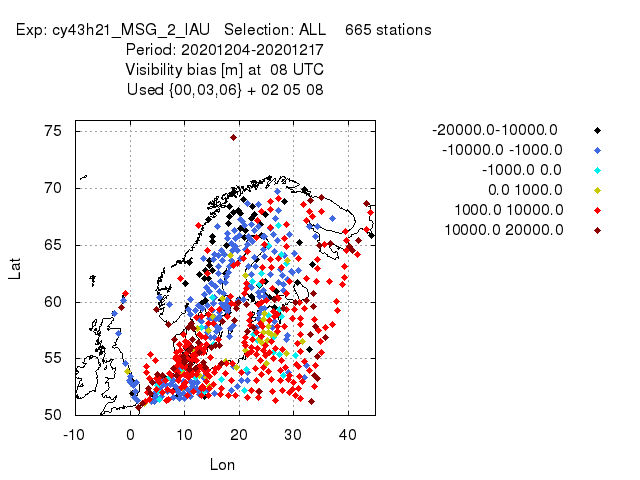 Exp: cy43h21_MSG_2_IAU   Selection: ALL    665 stations
Period: 20201204-20201217
Visibility bias [m] at  08 UTC
Used {00,03,06} + 02 05 08
-20000.0-10000.0
-10000.0 -1000.0
-1000.0 0.0
0.0 1000.0
1000.0 10000.0
10000.0 20000.0
75
70
65
60
55
50
Lat
-10 0 10 20 30 40
Lon